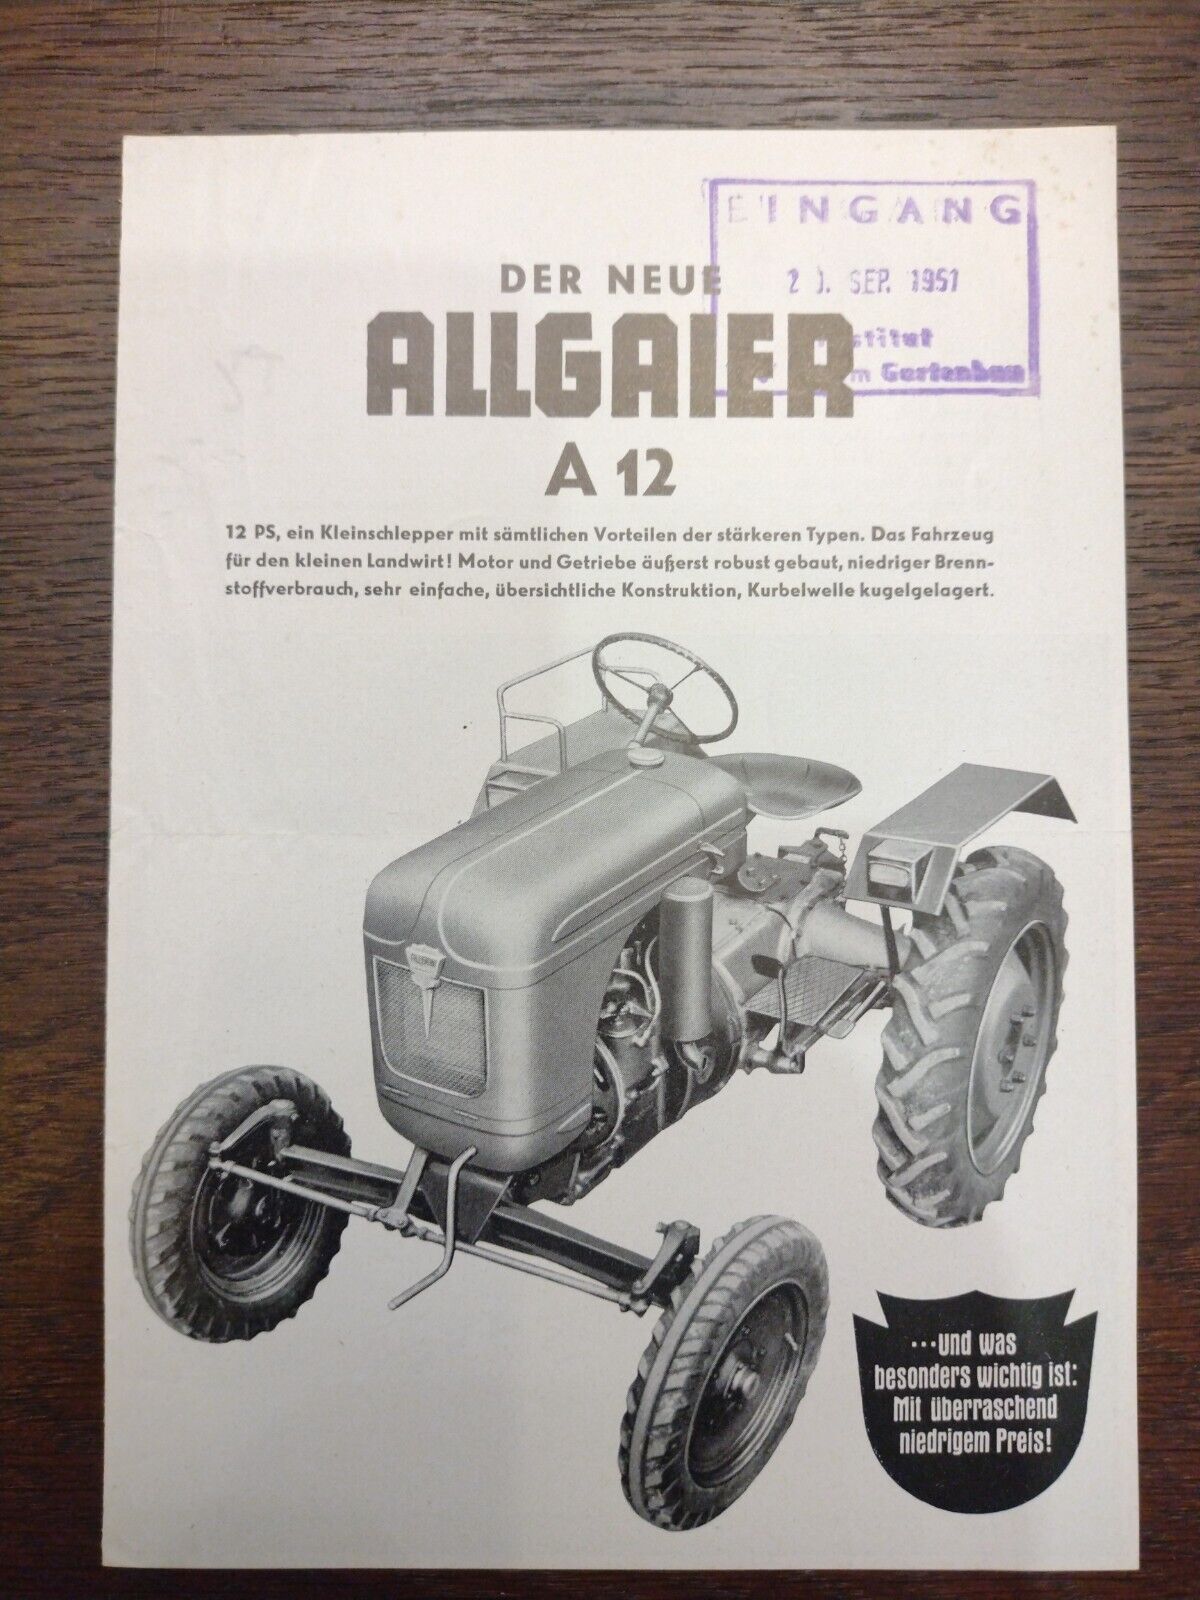 EINGANG
SEP. 1951
DER NEUE
ALLGAIER
A 12
Gartenbau
12 PS, ein Kleinschlepper mit sämtlichen Vorteilen der stärkeren Typen. Das Fahrzeug
für den kleinen Landwirt! Motor und Getriebe äußerst robust gebaut, niedriger Brenn-
stoffverbrauch, sehr einfache, übersichtliche Konstruktion, Kurbelwelle kugelgelagert.
ALLGAIER
...und was
besonders wichtig ist:
Mit überraschend
niedrigem Preis!